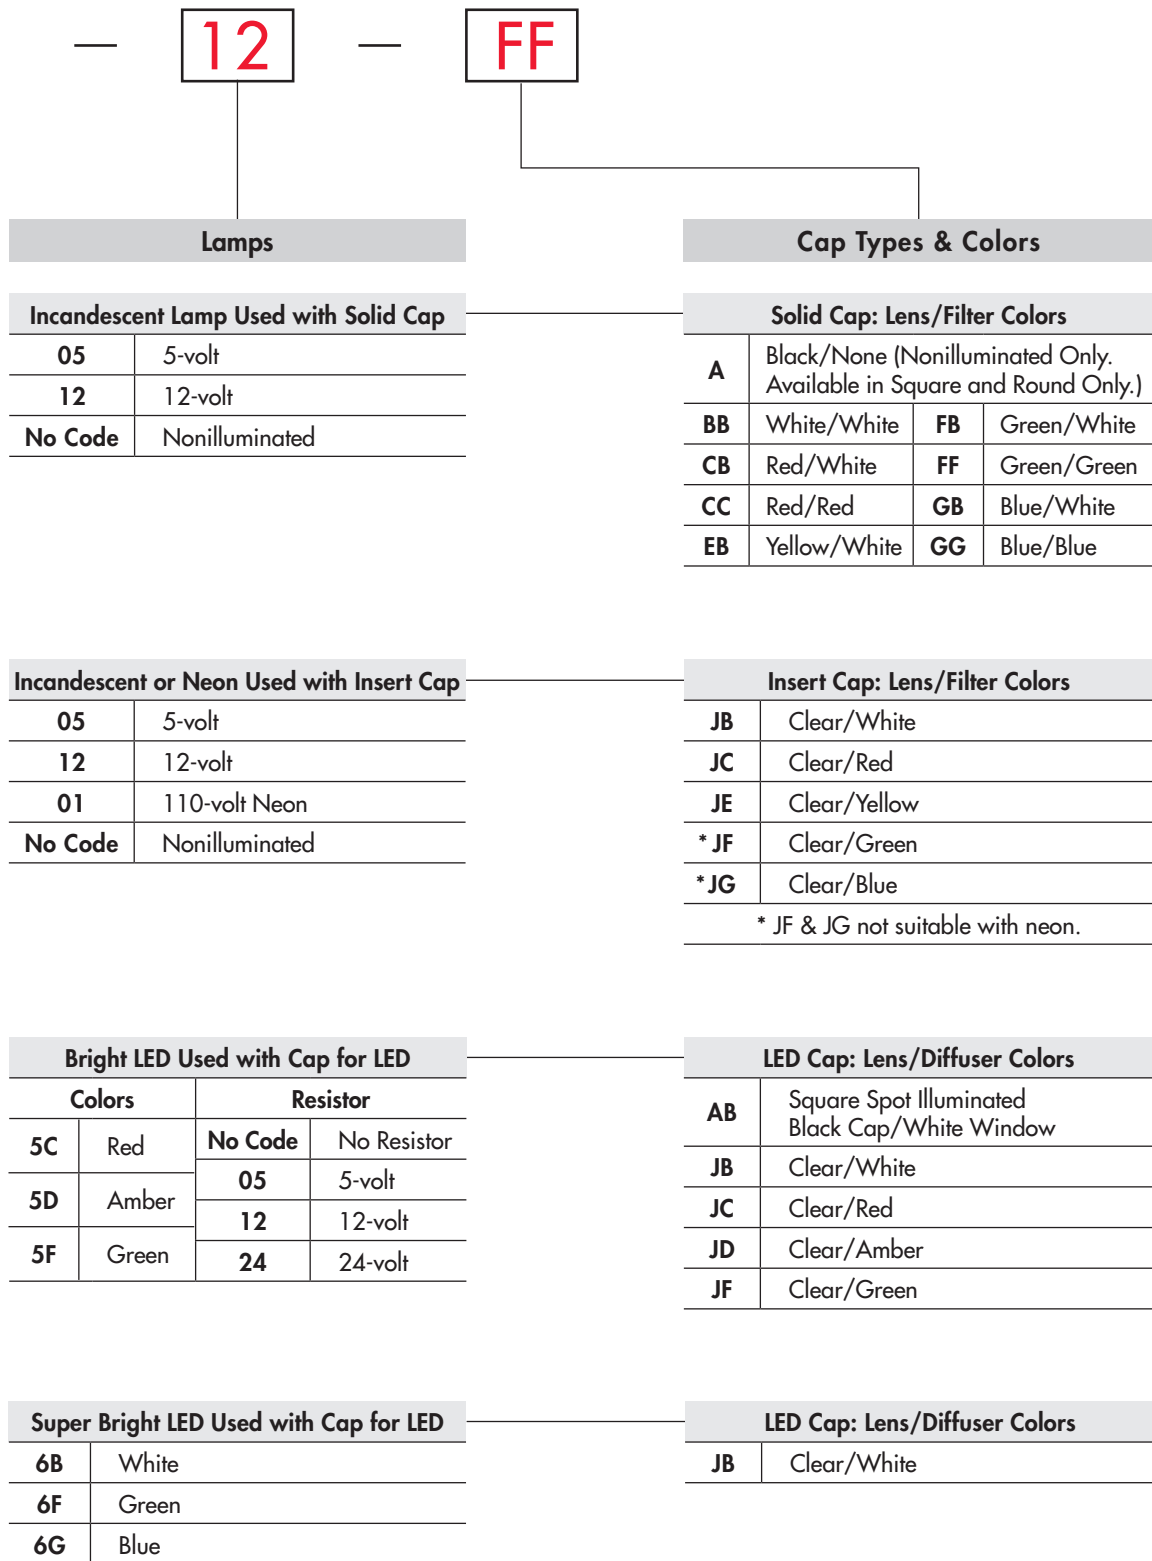 — 12 — FF
Lamps
Cap Types & Colors
Incandescent Lamp Used with Solid Cap
05 5-volt
12 12-volt
No Code Nonilluminated
Solid Cap: Lens/Filter Colors
A Black/None (Nonilluminated Only.
Available in Square and Round Only.)
BB White/White FB Green/White
CB Red/White FF Green/Green
CC Red/Red GB Blue/White
EB Yellow/White GG Blue/Blue
Incandescent or Neon Used with Insert Cap
05 5-volt
12 12-volt
01 110-volt Neon
No Code Nonilluminated
Insert Cap: Lens/Filter Colors
JB Clear/White
JC Clear/Red
JE Clear/Yellow
* JF Clear/Green
* JG Clear/Blue
* JF & JG not suitable with neon.
Bright LED Used with Cap for LED
Colors Resistor
5C Red
5D Amber
5F Green
No Code No Resistor
05 5-volt
12 12-volt
24 24-volt
LED Cap: Lens/Diffuser Colors
AB Square Spot Illuminated
Black Cap/White Window
JB Clear/White
JC Clear/Red
JD Clear/Amber
JF Clear/Green
Super Bright LED Used with Cap for LED
6B White
6F Green
6G Blue
LED Cap: Lens/Diffuser Colors
JB Clear/White